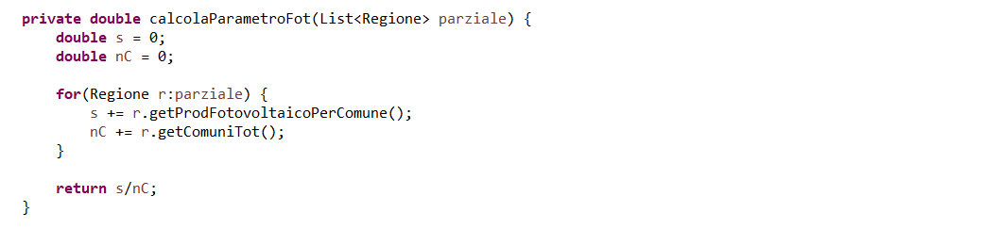 private double calcolaParametroFot(List<Regione> parziale) {
double s = 0;
double nC = 0;
for(Regione r:parziale) {
s += r.getProdFotovoltaicoPerComune();
nC += r.getComuniTot();
}
return s/nC;
}